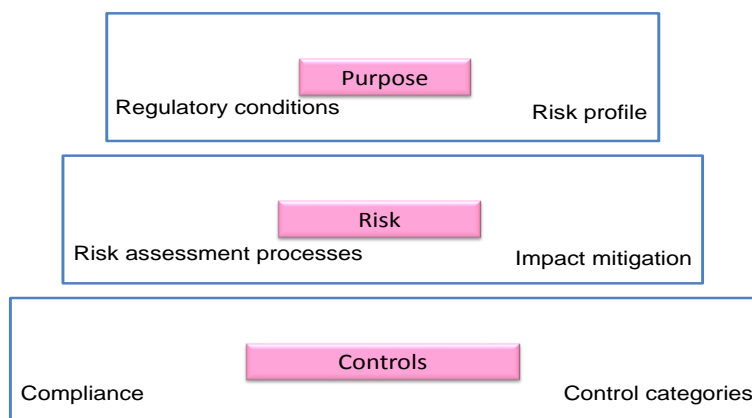 Purpose
Regulatory conditions
Risk profile
Risk
Risk assessment processes
Impact mitigation
Controls
Compliance
Control categories